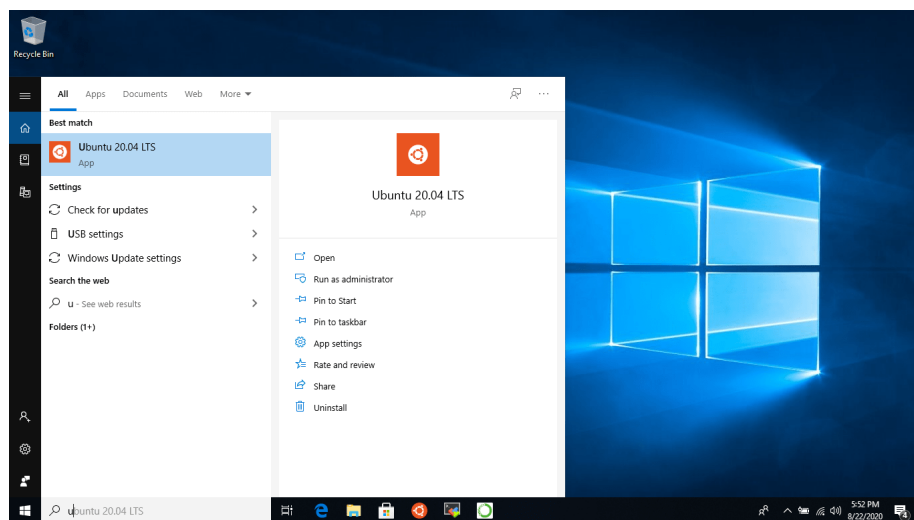 Recycle Bin
All Apps Documents Web More
Best match
Ubuntu 20.04 LTS
App
Settings
Check for updates
USB settings
Windows Update settings
Search the web
u - See web results
Folders (1+)
Ubuntu 20.04 LTS
App
Open
Run as administrator
Pin to Start
Pin to taskbar
App settings
Rate and review
Share
Uninstall
ubuntu 20.04 LTS
5:52 PM
8/22/2020
4